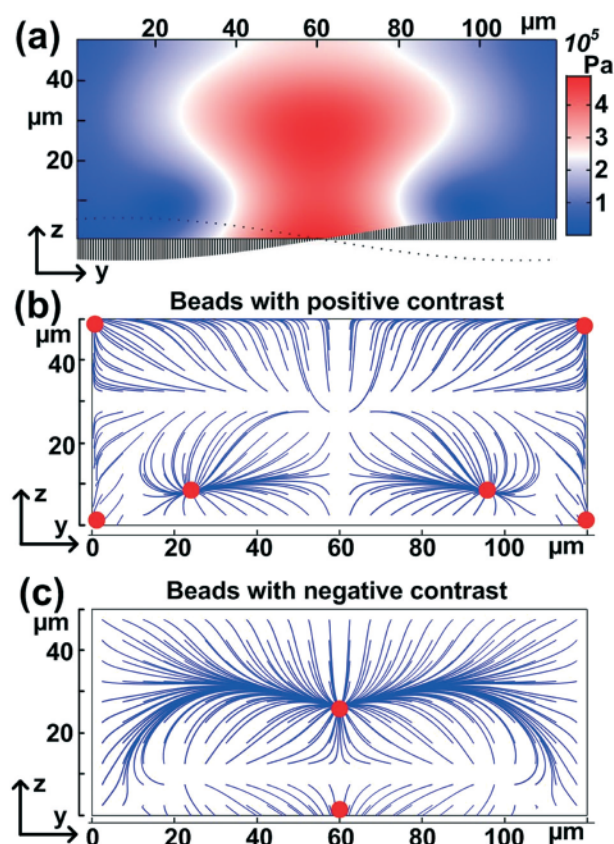 (a) 20 40 60 80 100 µm
10⁵
Pa
40
µm
20
4
3
2
1
z
y
(b) Beads with positive contrast
µm
40
20
z
y
0 20 40 60 80 100 µm
(c) Beads with negative contrast
µm
40
20
z
y
0 20 40 60 80 100 µm